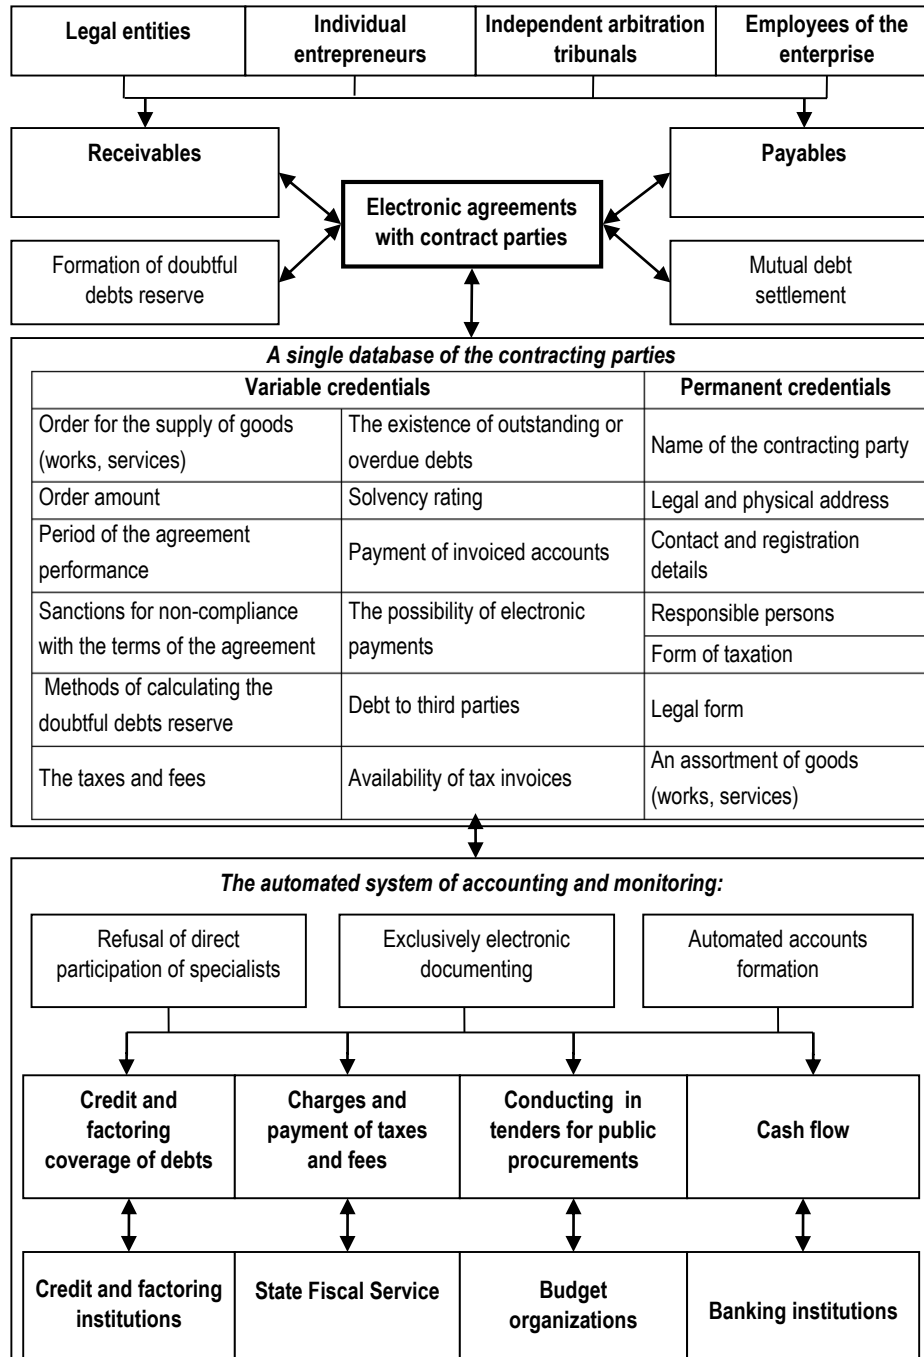 Legal entities
Individual
entrepreneurs
Independent arbitration
tribunals
Employees of the
enterprise
Receivables
Payables
Electronic agreements
with contract parties
Formation of doubtful
debts reserve
Mutual debt
settlement
A single database of the contracting parties
Variable credentials
Permanent credentials
Order for the supply of goods
(works, services)
The existence of outstanding or
overdue debts
Name of the contracting party
Order amount
Solvency rating
Legal and physical address
Period of the agreement
performance
Payment of invoiced accounts
Contact and registration
details
Sanctions for non-compliance
with the terms of the agreement
The possibility of electronic
payments
Responsible persons
Form of taxation
Methods of calculating the
doubtful debts reserve
Debt to third parties
Legal form
The taxes and fees
Availability of tax invoices
An assortment of goods
(works, services)
The automated system of accounting and monitoring:
Refusal of direct
participation of specialists
Exclusively electronic
documenting
Automated accounts
formation
Credit and
factoring
coverage of debts
Charges and
payment of taxes
and fees
Conducting in
tenders for public
procurements
Cash flow
Credit and factoring
institutions
State Fiscal Service
Budget
organizations
Banking institutions